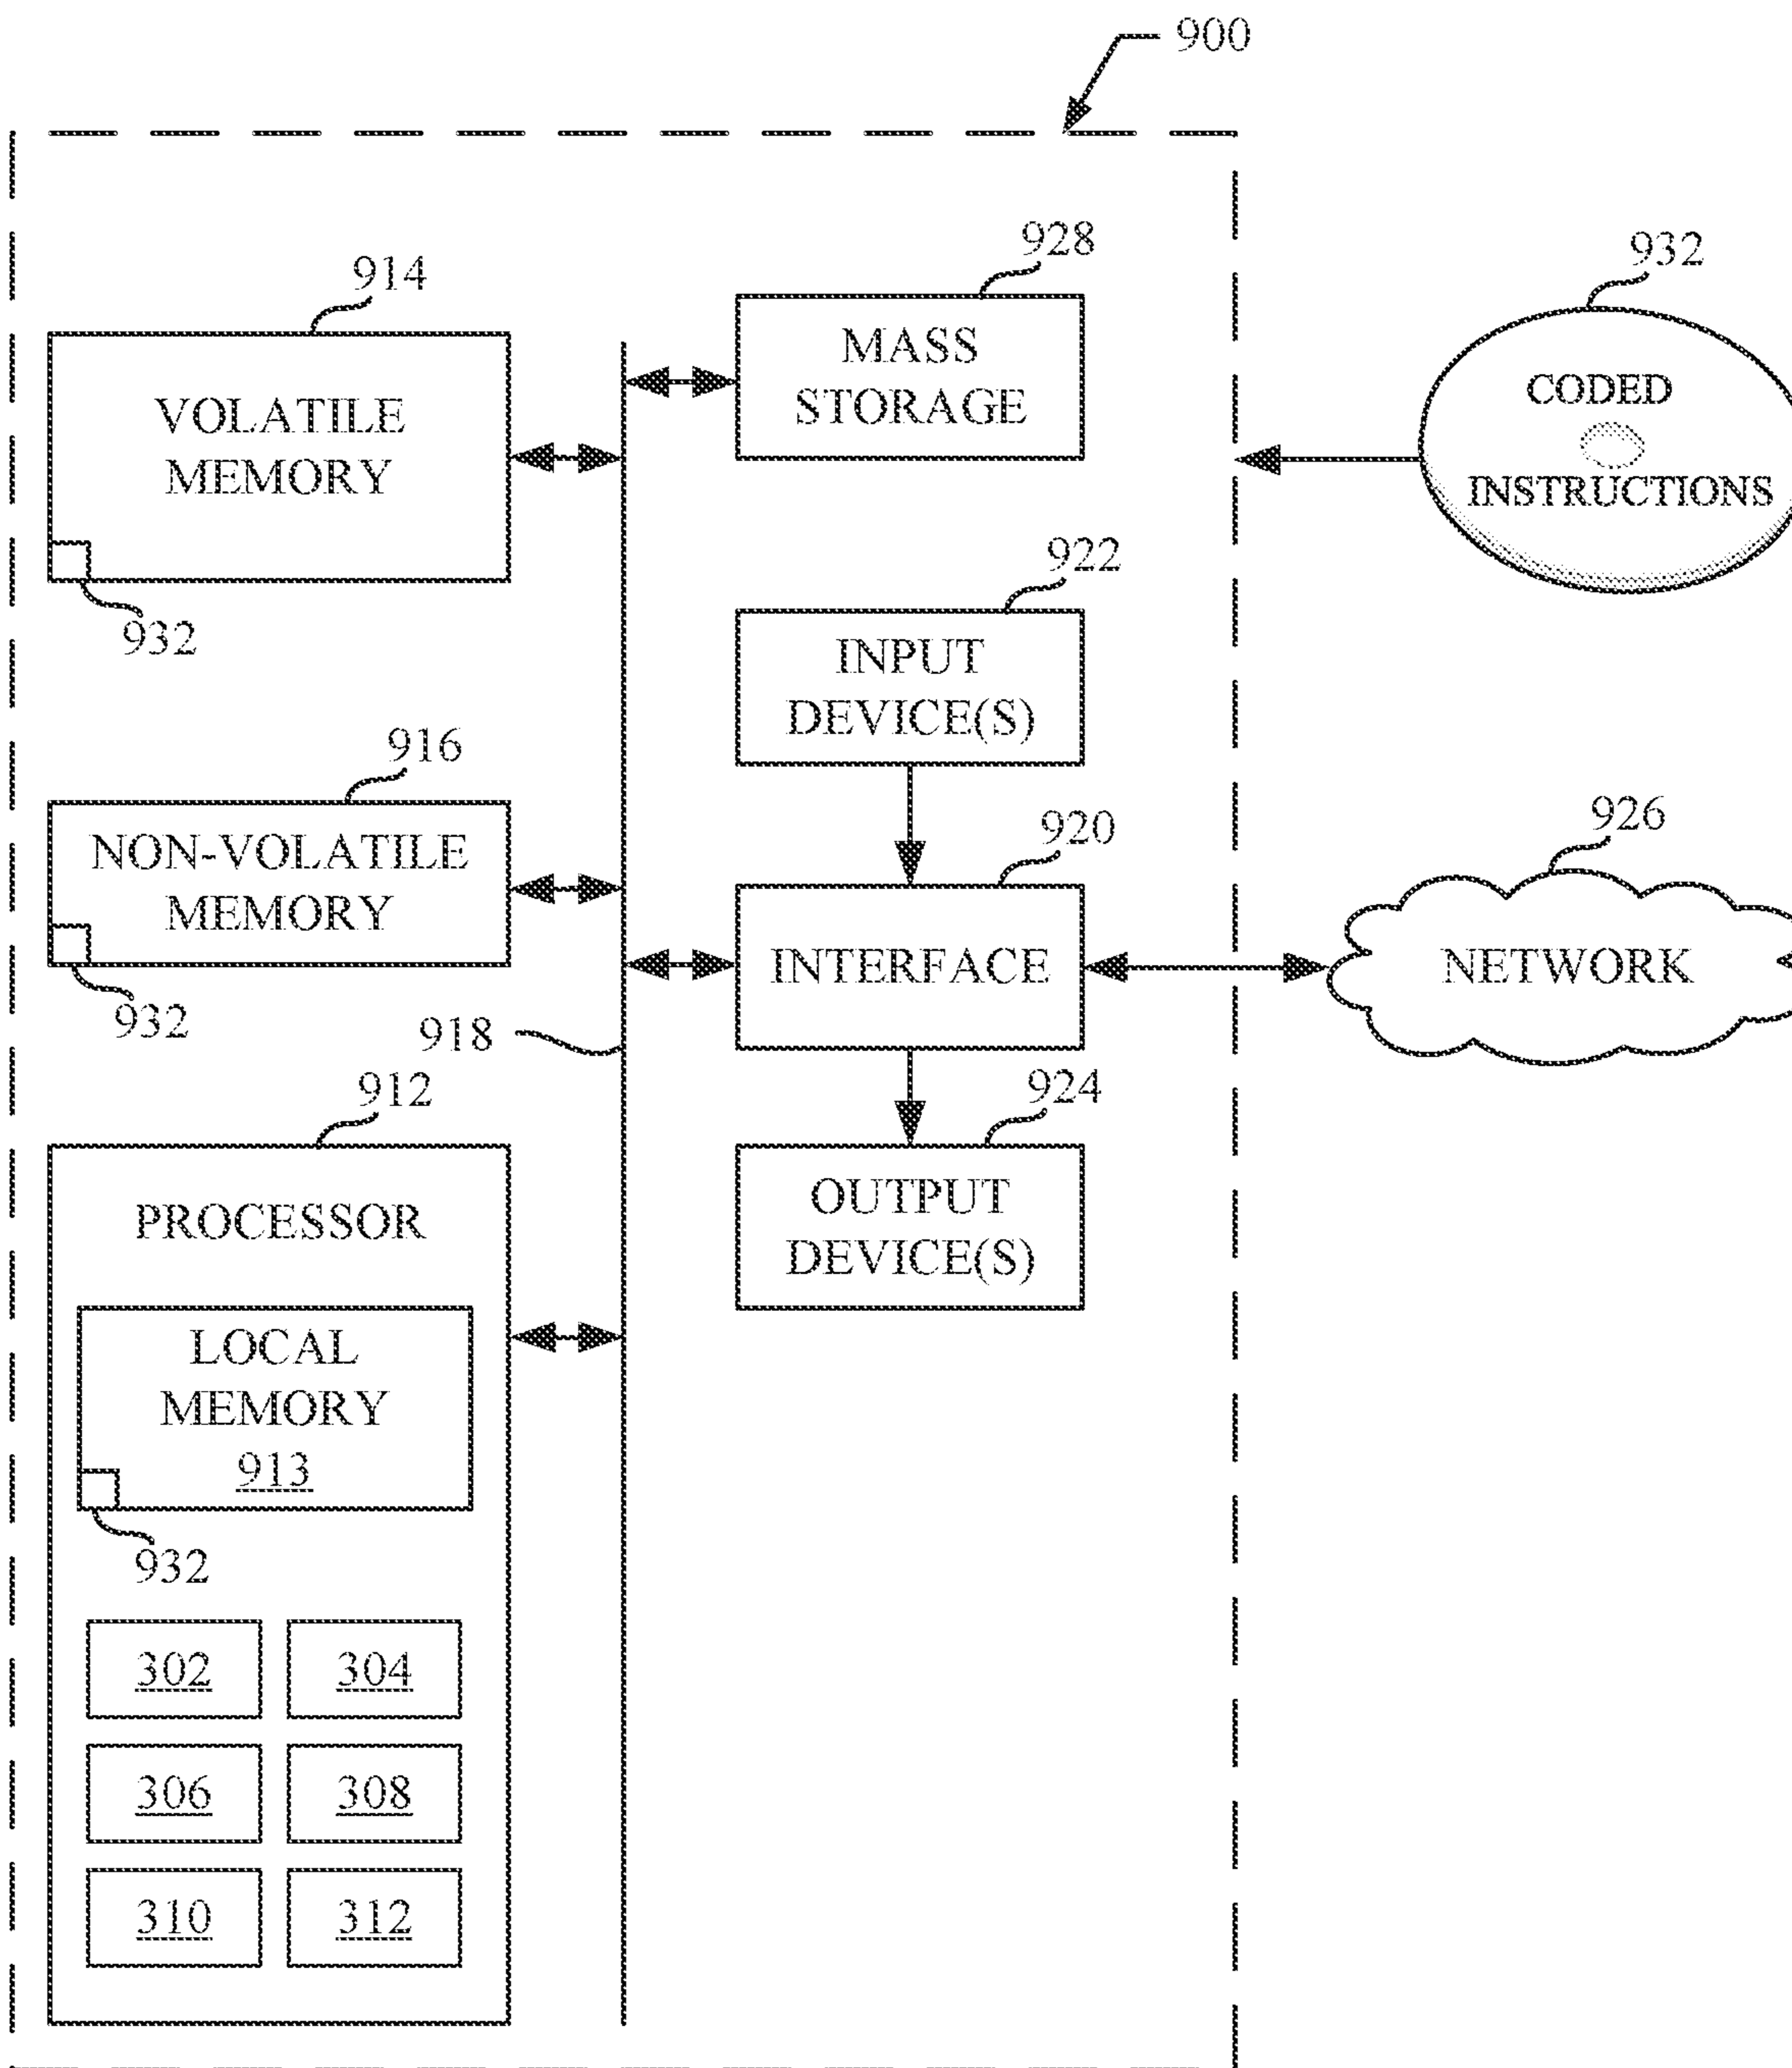 900
914
VOLATILE
MEMORY
932
916
NON-VOLATILE
MEMORY
932
918
912
PROCESSOR
LOCAL
MEMORY
913
932
302
304
306
308
310
312
928
MASS
STORAGE
922
INPUT
DEVICE(S)
920
INTERFACE
924
OUTPUT
DEVICE(S)
932
CODED
INSTRUCTIONS
926
NETWORK